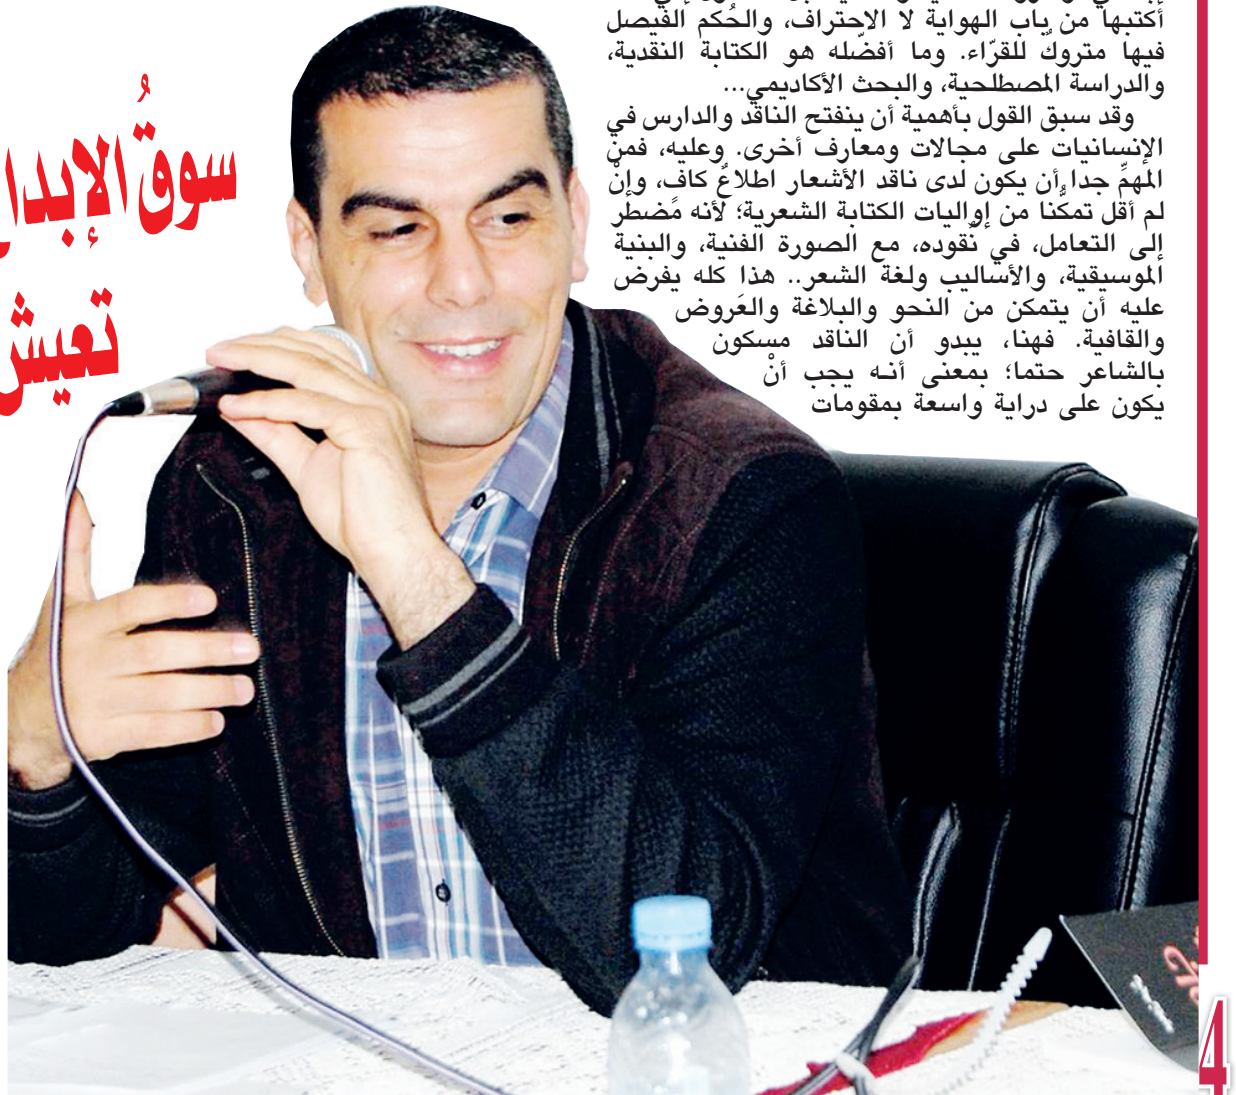 أكتبها من باب الهواية لا الاحتراف، والحُكم الفيصل
فيها متروكٌ للقرّاء. وما أفضّله هو الكتابة النقدية،
والدراسة المصطلحية، والبحث الأكاديمي...
وقد سبق القول بأهمية أن ينفتح الناقد والدارس في
الإنسانيات على مجالات ومعارف أخرى. وعليه، فمن
المهمِّ جدا أن يكون لدى ناقد الأشعار اطلاعٌ كافٍ، وإنْ
لم أقل تمكُّنا من إواليات الكتابة الشعرية؛ لأنه مُضطر
إلى التعامل، في نُقوده، مع الصورة الفنية، والبنية
الموسيقية، والأساليب ولغة الشعر.. هذا كله يفرض
عليه أن يتمكن من النحو والبلاغة والعَروض
والقافية. فهنا، يبدو أن الناقد مسكون
بالشاعر حتما؛ بمعنى أنه يجب أنْ
يكون على دراية واسعة بمقومات
سوقُ الإبدا
تعيش
4